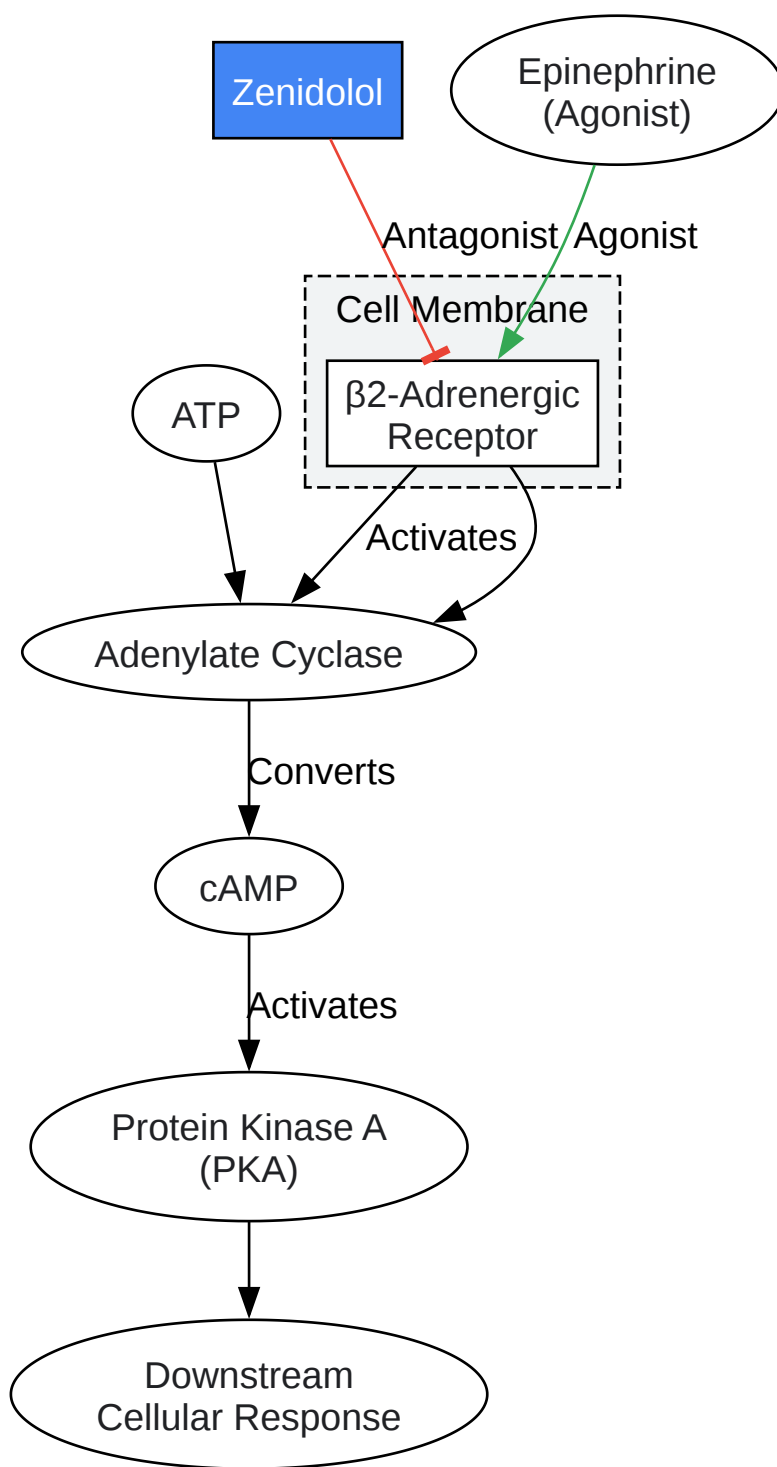 Zenidolol
Epinephrine
(Agonist)
Antagonist
Agonist
Cell Membrane
β2-Adrenergic
Receptor
ATP
Activates
Adenylate Cyclase
Converts
cAMP
Activates
Protein Kinase A
(PKA)
Downstream
Cellular Response